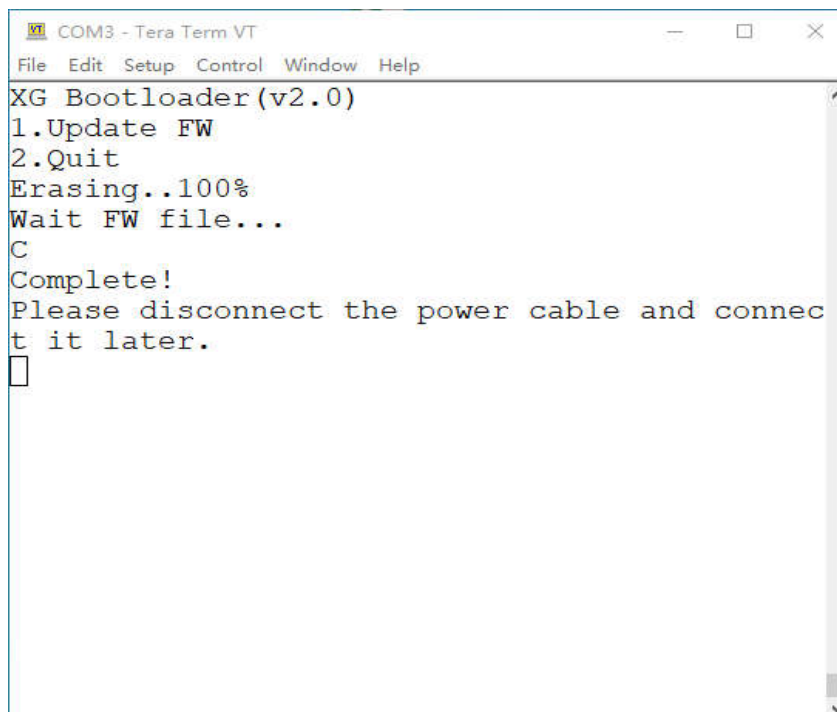 VT COM3 - Tera Term VT
File Edit Setup Control Window Help
XG Bootloader(v2.0)
1.Update FW
2.Quit
Erasing..100%
Wait FW file...
C
Complete!
Please disconnect the power cable and connec
t it later.